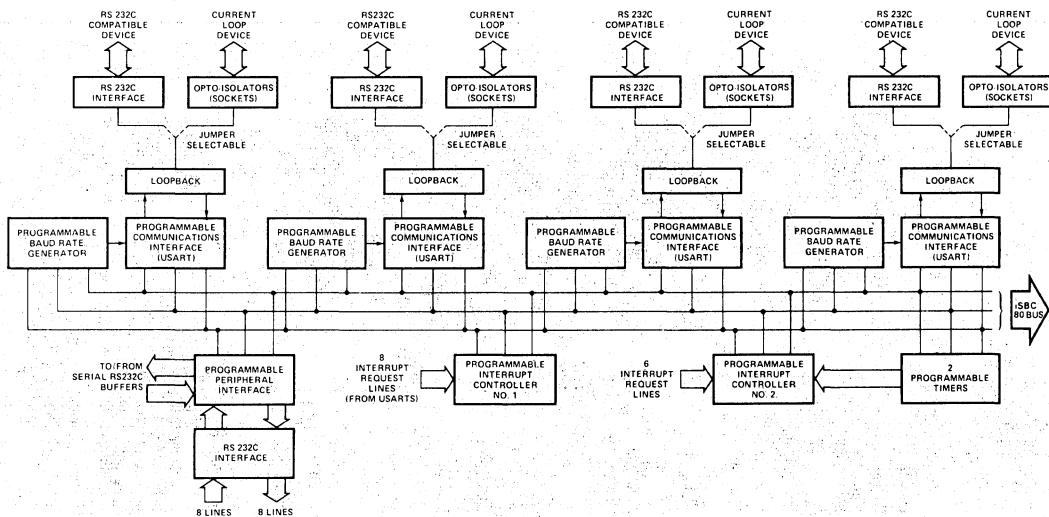 RS 232C
COMPATIBLE
DEVICE
CURRENT
LOOP
DEVICE
RS232C
COMPATIBLE
DEVICE
CURRENT
LOOP
DEVICE
RS 232C
COMPATIBLE
DEVICE
CURRENT
LOOP
DEVICE
RS 232C
COMPATIBLE
DEVICE
CURRENT
LOOP
DEVICE
RS 232C
INTERFACE
OPTO-ISOLATORS
(SOCKETS)
RS 232C
INTERFACE
OPTO-ISOLATORS
(SOCKETS)
RS 232C
INTERFACE
OPTO-ISOLATORS
(SOCKETS)
RS 232C
INTERFACE
OPTO-ISOLATORS
(SOCKETS)
JUMPER
SELECTABLE
JUMPER
SELECTABLE
JUMPER
SELECTABLE
JUMPER
SELECTABLE
LOOPBACK
LOOPBACK
LOOPBACK
LOOPBACK
PROGRAMMABLE
BAUD RATE
GENERATOR
PROGRAMMABLE
COMMUNICATIONS
INTERFACE
(USART)
PROGRAMMABLE
BAUD RATE
GENERATOR
PROGRAMMABLE
COMMUNICATIONS
INTERFACE
(USART)
PROGRAMMABLE
BAUD RATE
GENERATOR
PROGRAMMABLE
COMMUNICATIONS
INTERFACE
(USART)
PROGRAMMABLE
BAUD RATE
GENERATOR
PROGRAMMABLE
COMMUNICATIONS
INTERFACE
(USART)
iSBC
80 BUS
TO/FROM
SERIAL RS232C
BUFFERS
PROGRAMMABLE
PERIPHERAL
INTERFACE
8
INTERRUPT
REQUEST
LINES
(FROM USARTS)
PROGRAMMABLE
INTERRUPT
CONTROLLER
NO. 1
6
INTERRUPT
REQUEST
LINES
PROGRAMMABLE
INTERRUPT
CONTROLLER
NO. 2
2
PROGRAMMABLE
TIMERS
RS 232C
INTERFACE
8 LINES
8 LINES